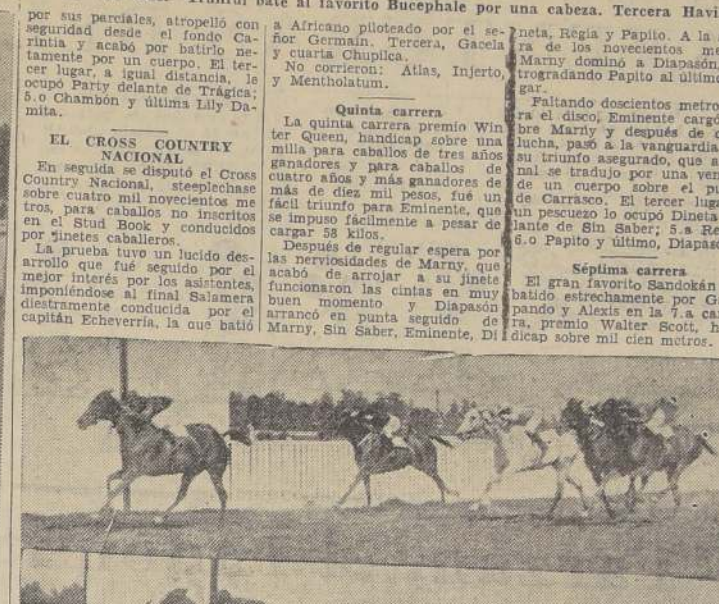 Triunfal bate al favorito Bucephale por una cabeza. Tercera Havi
por sus parciales, atropelló con
seguridad desde el fondo Ca-
rintia y acabó por batirlo ne-
tamente por un cuerpo. El ter-
cer lugar, a igual distancia, le
ocupó Party delante de Trágica;
5.o Chambón y última Lily Da-
mita.
EL CROSS COUNTRY
NACIONAL
En seguida se disputó el Cross
Country Nacional, steeplechase
sobre cuatro mil novecientos me
tros, para caballos no inscritos
en el Stud Book y conducidos
por jinetes caballeros.
La prueba tuvo un lucido des-
arrollo que fué seguido por el
mejor interés por los asistentes,
imponiéndose al final Salamera
diestramente conducida por el
capitán Echeverría, la que batió
a Africano piloteado por el se-
ñor Germain. Tercera, Gacela
y cuarta Chupilca.
No corrieron: Atlas, Injerto,
y Mentholatum.
Quinta carrera
La quinta carrera premio Win
ter Queen, handicap sobre una
milla para caballos de tres años
ganadores y para caballos de
cuatro años y más ganadores de
más de diez mil pesos, fué un
fácil triunfo para Eminente, que
se impuso fácilmente a pesar de
cargar 58 kilos.
Después de regular espera por
las nerviosidades de Marny, que
acabó de arrojar a su jinete
funcionaron las cintas en muy
buen momento y Diapasón
arrancó en punta seguido de
Marny, Sin Saber, Eminente, Di
neta, Regia y Papito. A la
ra de los novecientos me
Marny dominó a Diapasón,
trogradando Papito al último
gar.
Faltando doscientos metro
ra el disco, Eminente cargó
bre Marny y después de
lucha, pasó a la vanguardia
su triunfo asegurado, que a
nal se tradujo por una ven
de un cuerpo sobre el p
de Carrasco. El tercer luga
un pescuezo lo ocupó Dineta
lante de Sin Saber; 5.a Re
6.o Papito y último, Diapasó
Séptima carrera
El gran favorito Sandokán
batido estrechamente por G
pando y Alexis en la 7.a ca
ra, premio Walter Scott, h
dicap sobre mil cien metros.